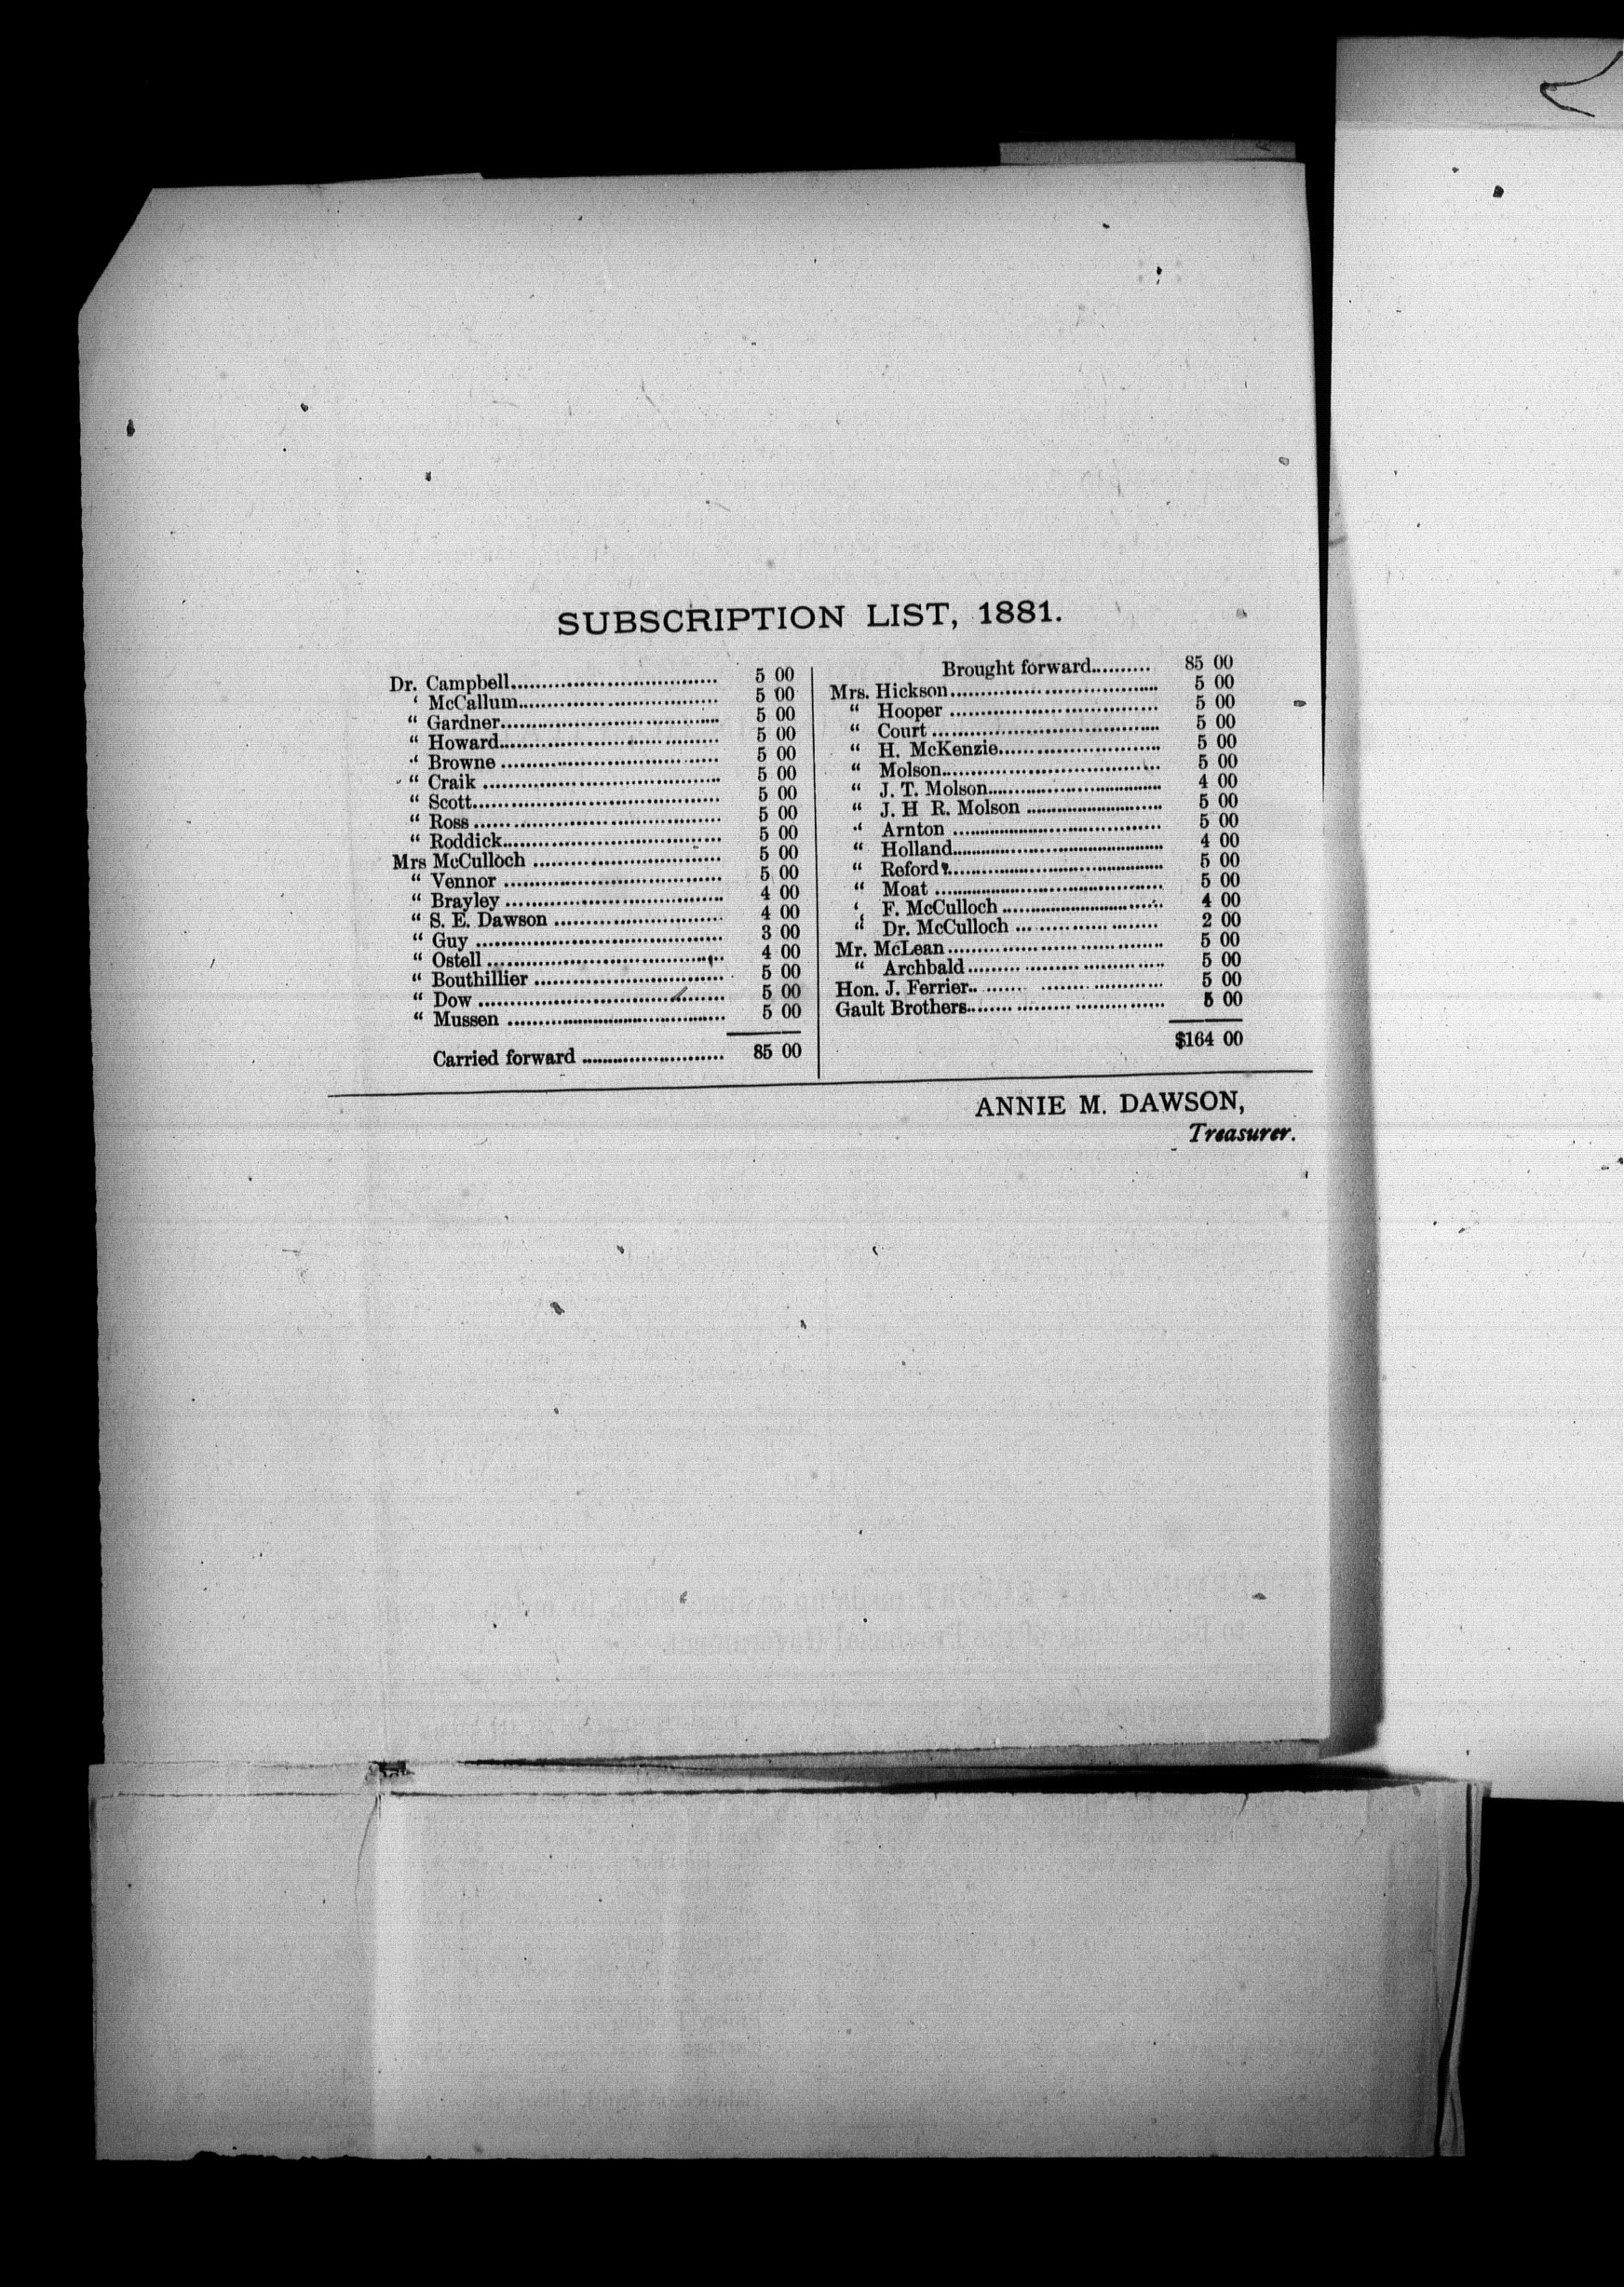 SUBSCRIPTION LIST, 1881.
Dr. Campbell.................................. 5 00
‘ McCallum.................................. 5 00
“ Gardner.................................. 5 00
“ Howard.................................. 5 00
“ Browne.................................. 5 00
“ Craik.................................. 5 00
“ Scott.................................. 5 00
“ Ross.................................. 5 00
“ Roddick.................................. 5 00
Mrs McCulloch.................................. 5 00
“ Vennor.................................. 5 00
“ Brayley.................................. 4 00
“ S. E. Dawson.................................. 4 00
“ Guy.................................. 3 00
“ Ostell.................................. 4 00
“ Bouthillier.................................. 5 00
“ Dow.................................. 5 00
“ Mussen.................................. 5 00
Carried forward........................ 85 00
Brought forward.......... 85 00
Mrs. Hickson.................................. 5 00
“ Hooper.................................. 5 00
“ Court.................................. 5 00
“ H. McKenzie.................................. 5 00
“ Molson.................................. 5 00
“ J. T. Molson.................................. 4 00
“ J. H R. Molson.................................. 5 00
“ Arnton.................................. 5 00
“ Holland.................................. 4 00
“ Reford.................................. 5 00
“ Moat.................................. 5 00
‘ F. McCulloch.................................. 4 00
“ Dr. McCulloch.................................. 2 00
Mr. McLean.................................. 5 00
“ Archbald.................................. 5 00
Hon. J. Ferrier.................................. 5 00
Gault Brothers.................................. 5 00
$164 00
ANNIE M. DAWSON,
Treasurer.